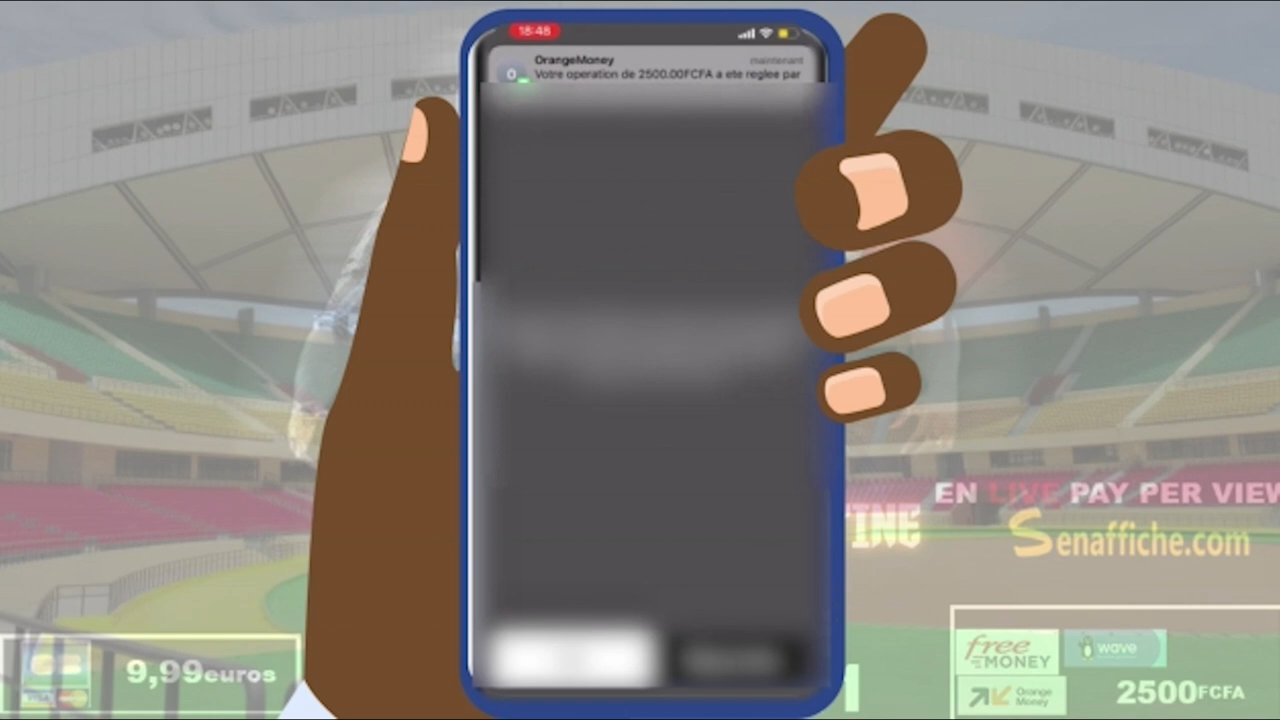 18:48
OrangeMoney maintenant
Votre operation de 2500.00FCFA a ete reglee par
EN LIVE PAY PER VIEW
Senaffiche.com
9,99euros
VISA
free
MONEY
wave
Orange
Money
2500FCFA